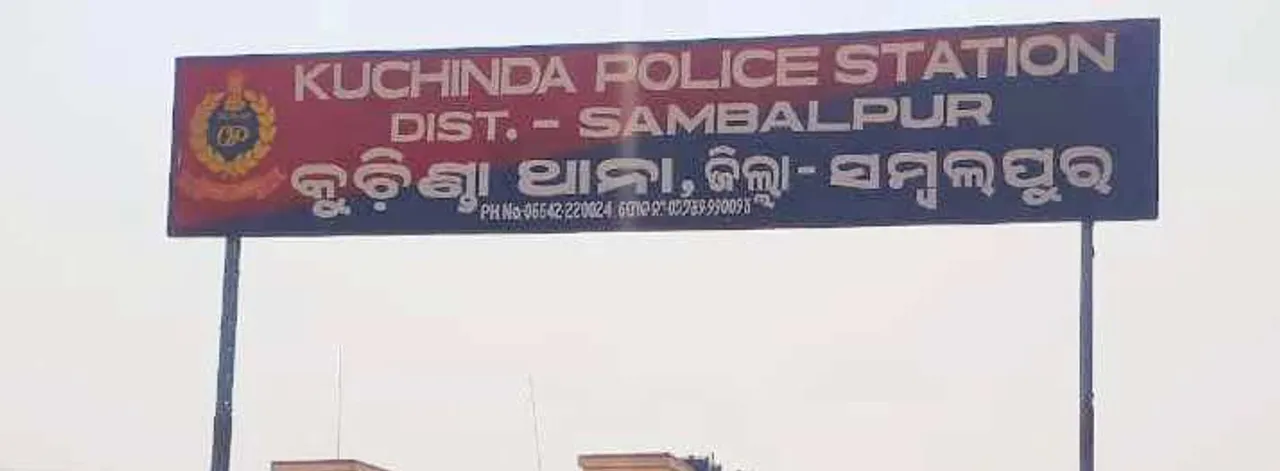 KUCHINDA POLICE STATION
DIST. - SAMBALPUR
କୁଚିଣ୍ଡା ଥାନା, ଜିଲ୍ଲା - ସମ୍ବଲପୁର
PH No-06642-220024